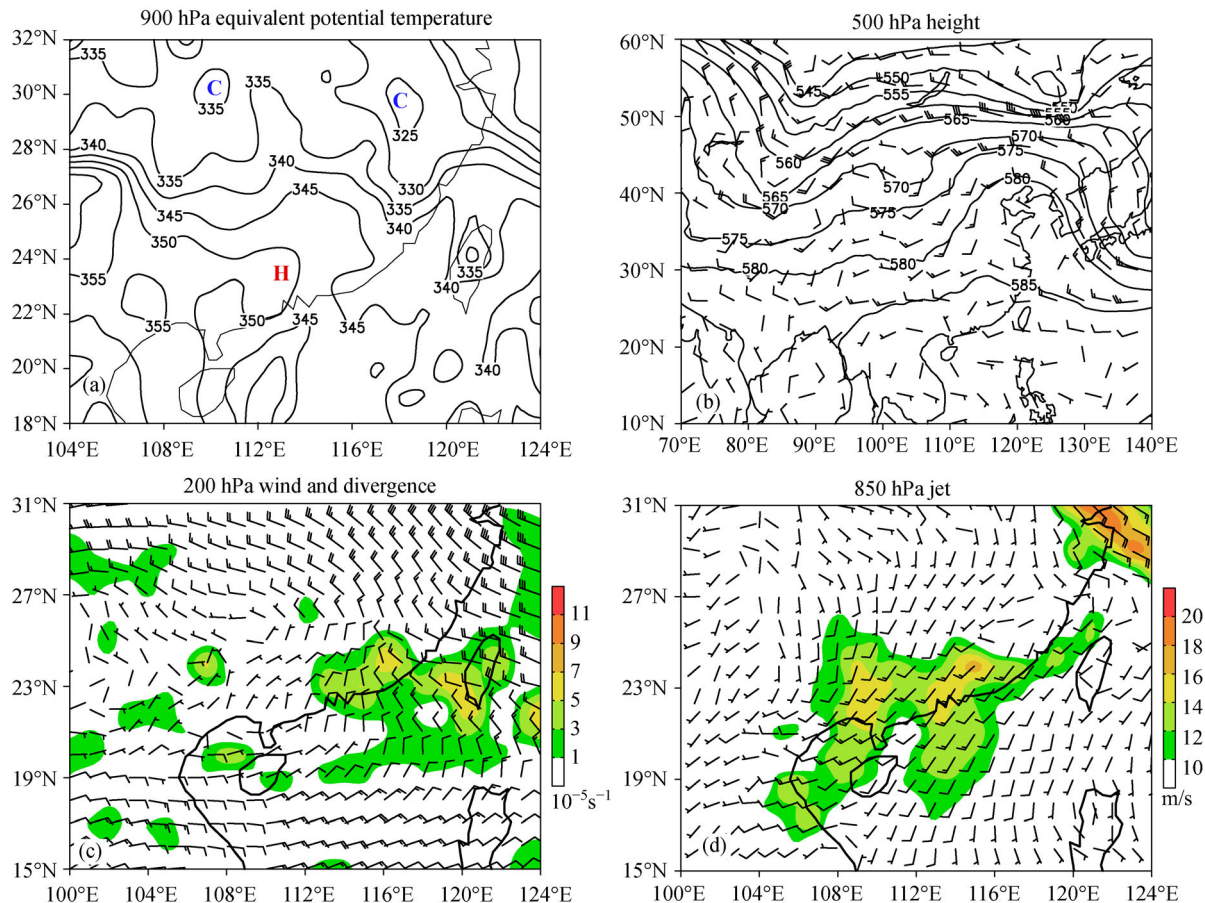 900 hPa equivalent potential temperature
32°N
30°N
28°N
26°N
24°N
22°N
20°N
18°N
104°E 108°E 112°E 116°E 120°E 124°E
335 335 335
C C
335 325
340 340 330
335 345 335
345 340
350
H 335
355 340
355 350 345 345
340
(a)
500 hPa height
60°N
50°N
40°N
30°N
20°N
10°N
70°E 80°E 90°E 100°E 110°E 120°E 130°E 140°E
545 550
555
565 560
570
560 575
565 570 580
570 575
575
580 580
585
(b)
200 hPa wind and divergence
31°N
27°N
23°N
19°N
15°N
100°E 104°E 108°E 112°E 116°E 120°E 124°E
11
9
7
5
3
1
10⁻⁵s⁻¹
(c)
850 hPa jet
31°N
27°N
23°N
19°N
15°N
100°E 104°E 108°E 112°E 116°E 120°E 124°E
20
18
16
14
12
10
m/s
(d)